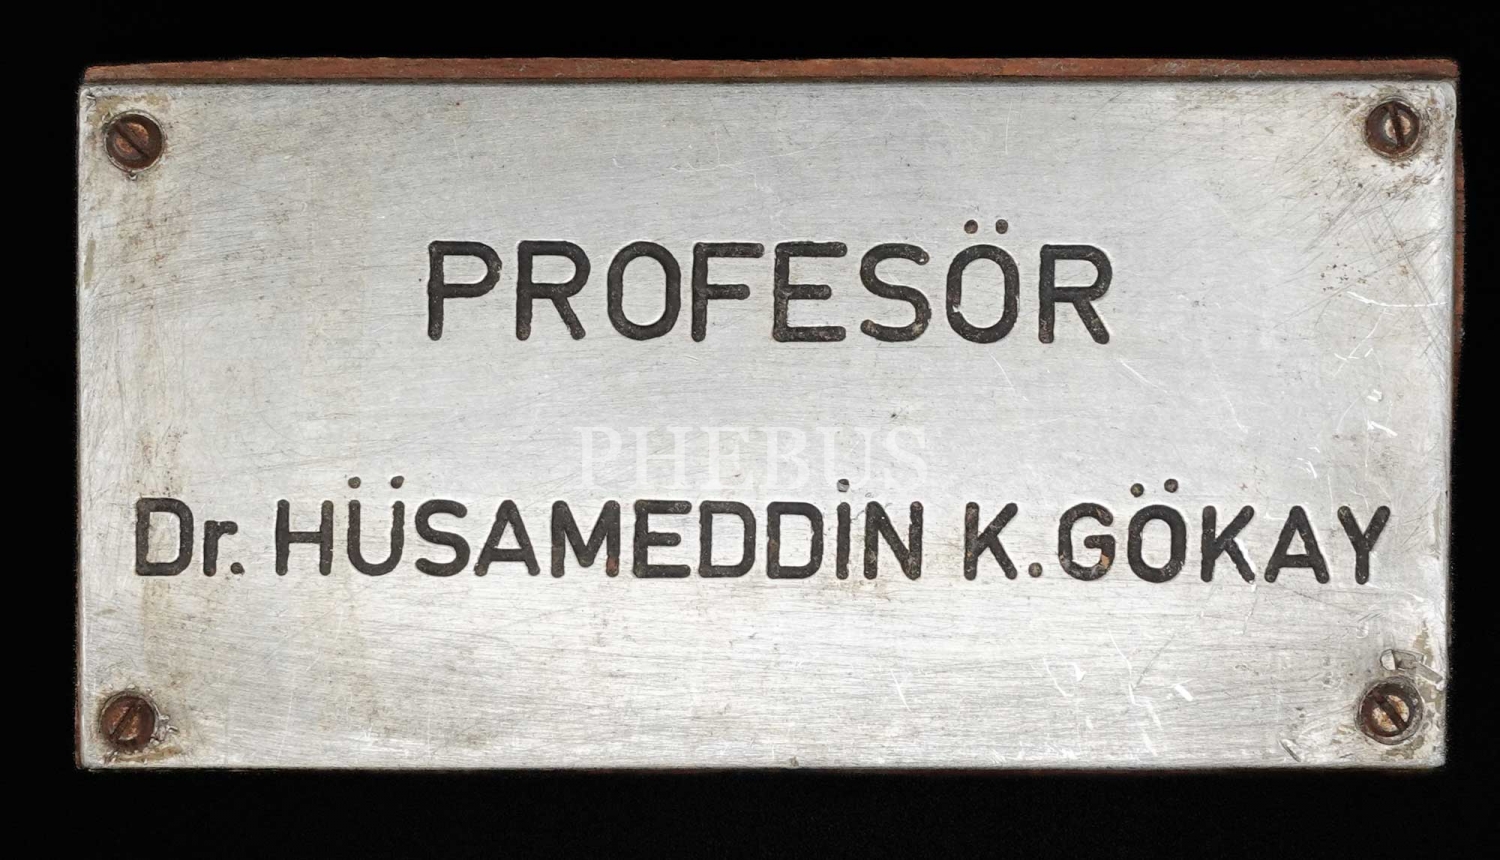 PROFESÖR
PHEBUS
Dr. HÜSAMEDDİN K.GÖKAY